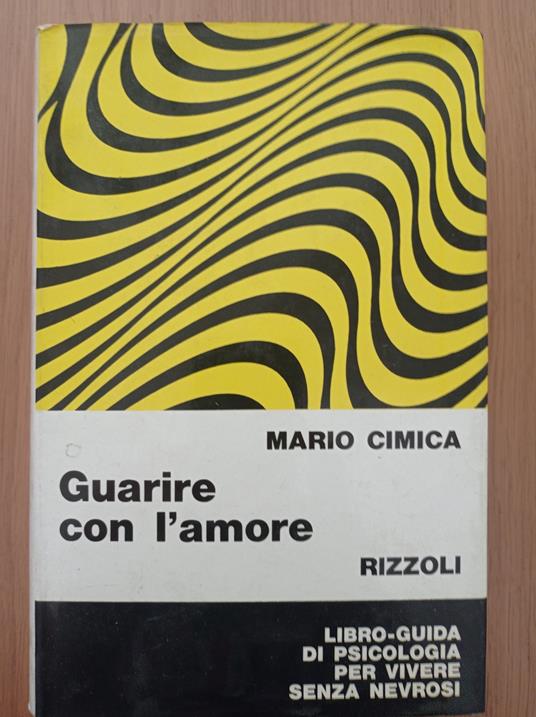 MARIO CIMICA
Guarire
con l'amore
RIZZOLI
LIBRO-GUIDA
DI PSICOLOGIA
PER VIVERE
SENZA NEVROSI